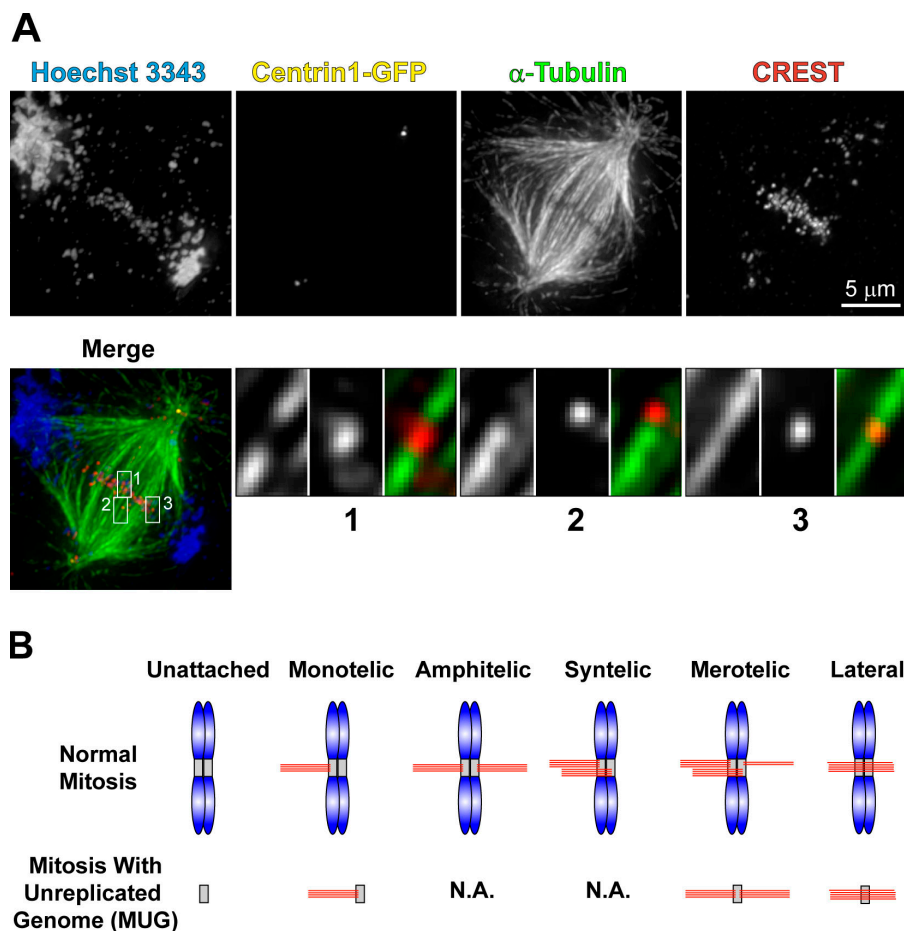 A
Hoechst 3343 Centrin1-GFP α-Tubulin CREST
5 μm
Merge
1
2 3
1 2 3
B
Unattached Monotelic Amphitelic Syntelic Merotelic Lateral
Normal
Mitosis
Mitosis With
Unreplicated
Genome (MUG)
N.A. N.A.